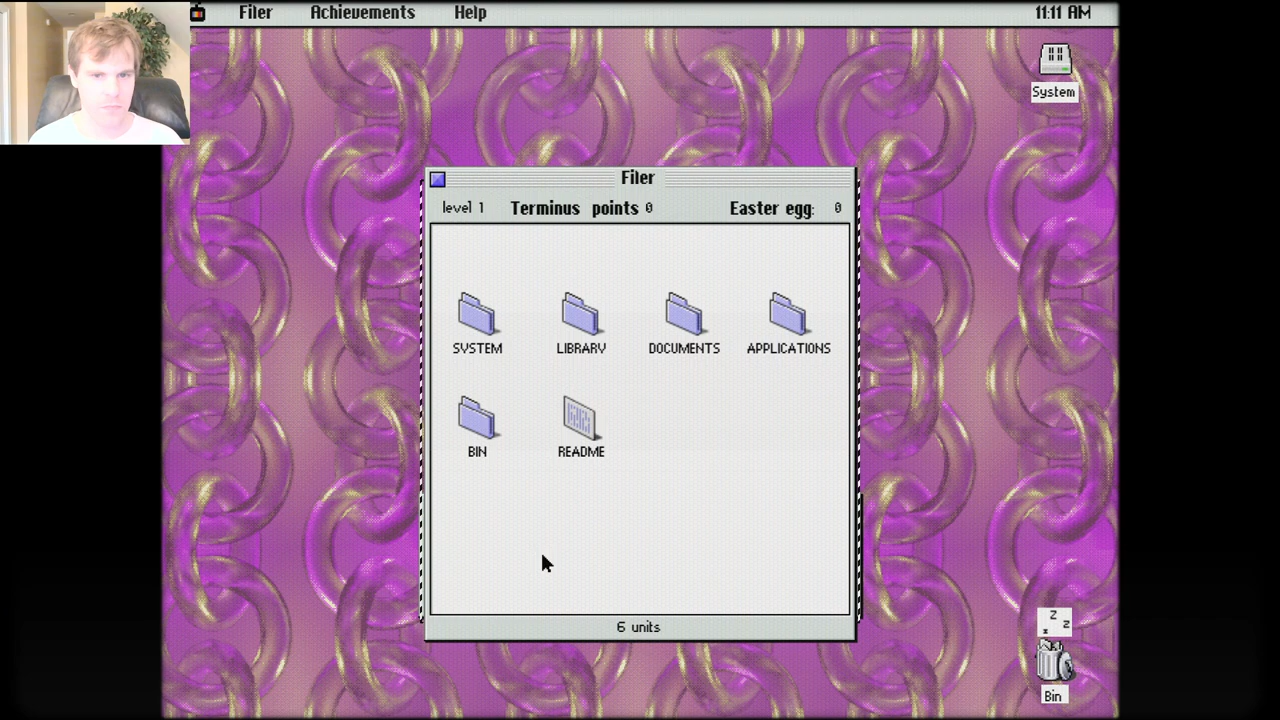 Filer Achievements Help 11:11 AM
System
Filer
level 1 Terminus points 0 Easter egg: 0
SYSTEM LIBRARY DOCUMENTS APPLICATIONS
BIN README
6 units
z z z
Bin